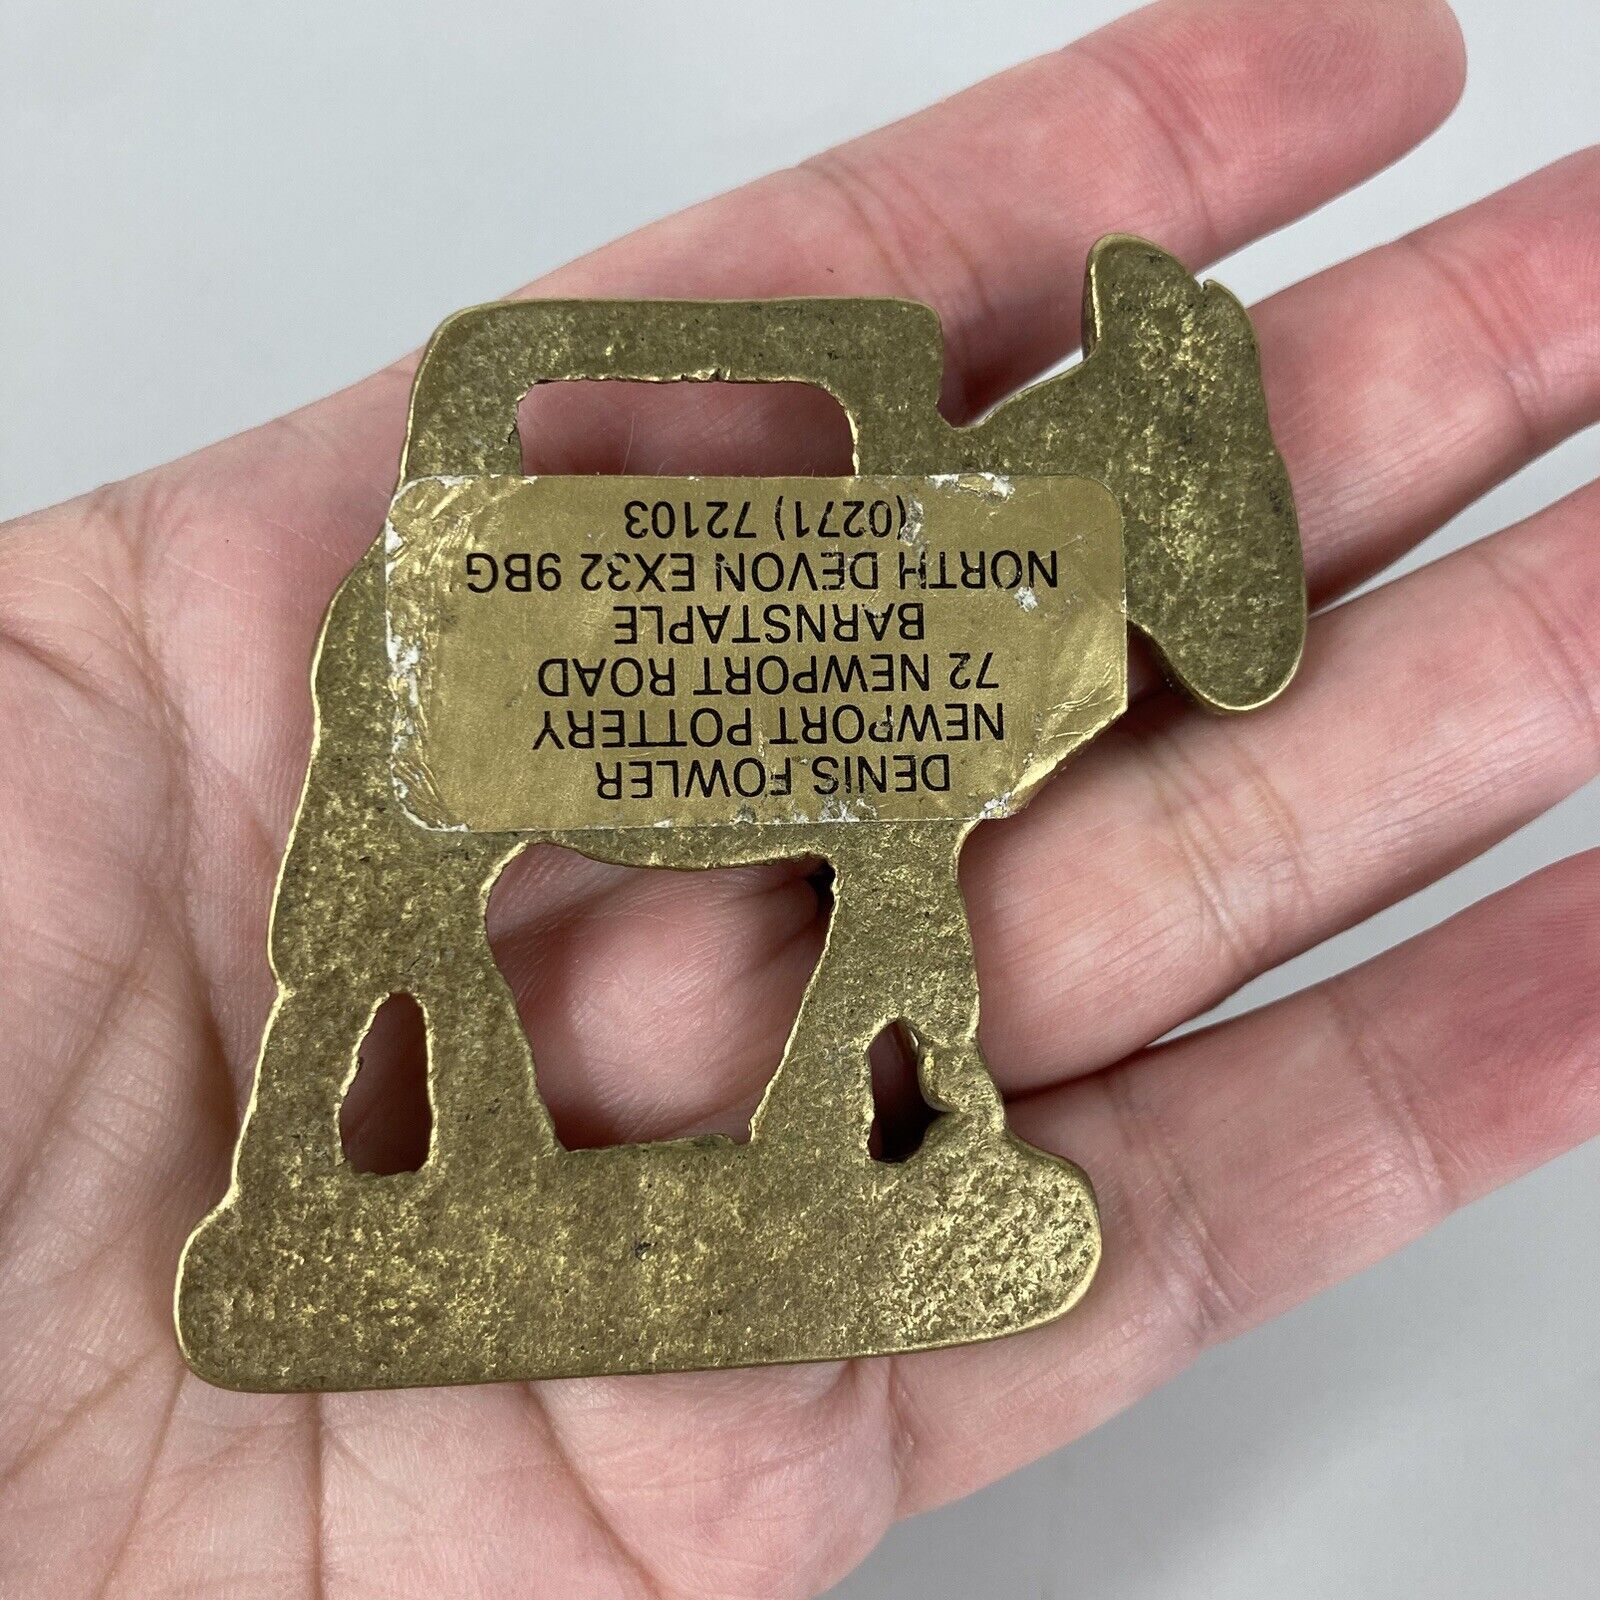 DENIS FOWLER
NEWPORT POTTERY
72 NEWPORT ROAD
BARNSTAPLE
NORTH DEVON EX32 9BG
(0271) 72103